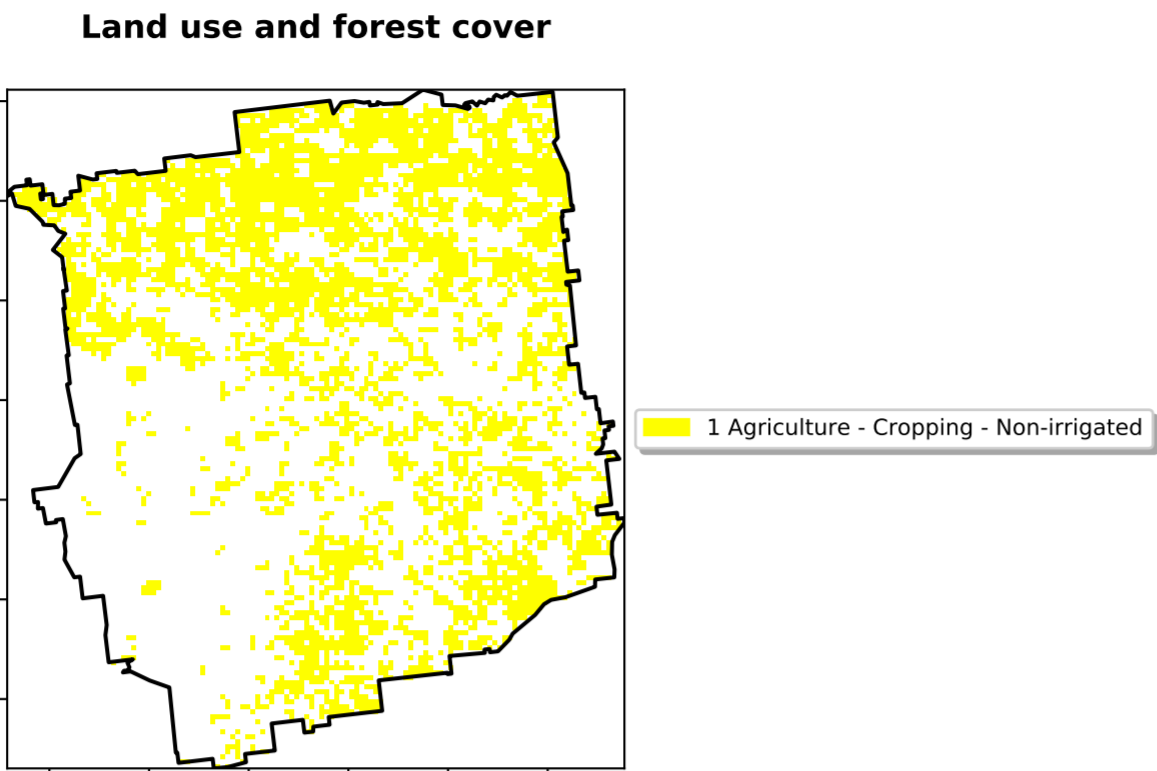 Land use and forest cover
1 Agriculture - Cropping - Non-irrigated